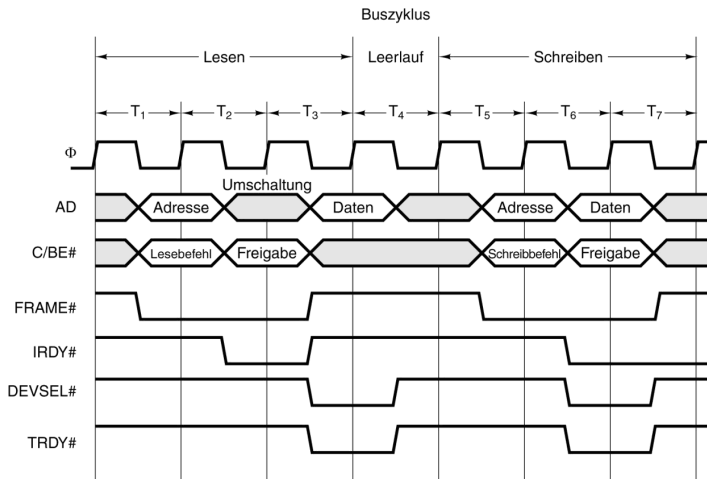 Buszyklus
Lesen Leerlauf Schreiben
T1 T2 T3 T4 T5 T6 T7
Φ
Umschaltung
AD Adresse Daten Adresse Daten
C/BE# Lesebefehl Freigabe Schreibbefehl Freigabe
FRAME#
IRDY#
DEVSEL#
TRDY#